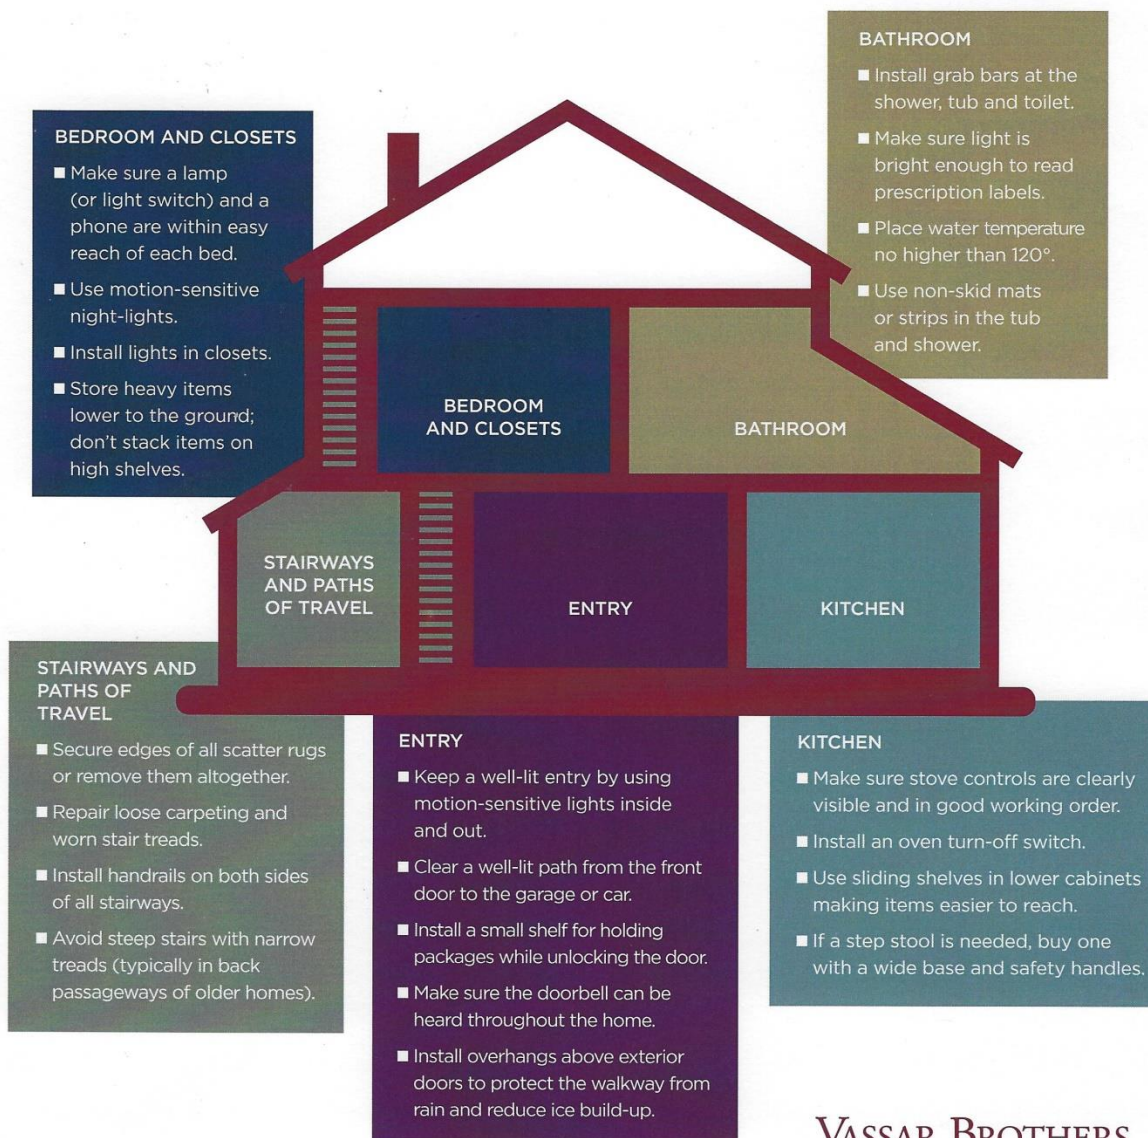 BATHROOM
■ Install grab bars at the
shower, tub and toilet.
■ Make sure light is
bright enough to read
prescription labels.
■ Place water temperature
no higher than 120°.
■ Use non-skid mats
or strips in the tub
and shower.
BEDROOM AND CLOSETS
■ Make sure a lamp
(or light switch) and a
phone are within easy
reach of each bed.
■ Use motion-sensitive
night-lights.
■ Install lights in closets.
■ Store heavy items
lower to the ground;
don't stack items on
high shelves.
BEDROOM
AND CLOSETS
BATHROOM
STAIRWAYS
AND PATHS
OF TRAVEL
ENTRY
KITCHEN
STAIRWAYS AND
PATHS OF
TRAVEL
■ Secure edges of all scatter rugs
or remove them altogether.
■ Repair loose carpeting and
worn stair treads.
■ Install handrails on both sides
of all stairways.
■ Avoid steep stairs with narrow
treads (typically in back
passageways of older homes).
ENTRY
■ Keep a well-lit entry by using
motion-sensitive lights inside
and out.
■ Clear a well-lit path from the front
door to the garage or car.
■ Install a small shelf for holding
packages while unlocking the door.
■ Make sure the doorbell can be
heard throughout the home.
■ Install overhangs above exterior
doors to protect the walkway from
rain and reduce ice build-up.
KITCHEN
■ Make sure stove controls are clearly
visible and in good working order.
■ Install an oven turn-off switch.
■ Use sliding shelves in lower cabinets
making items easier to reach.
■ If a step stool is needed, buy one
with a wide base and safety handles.
VASSAR BROTHERS